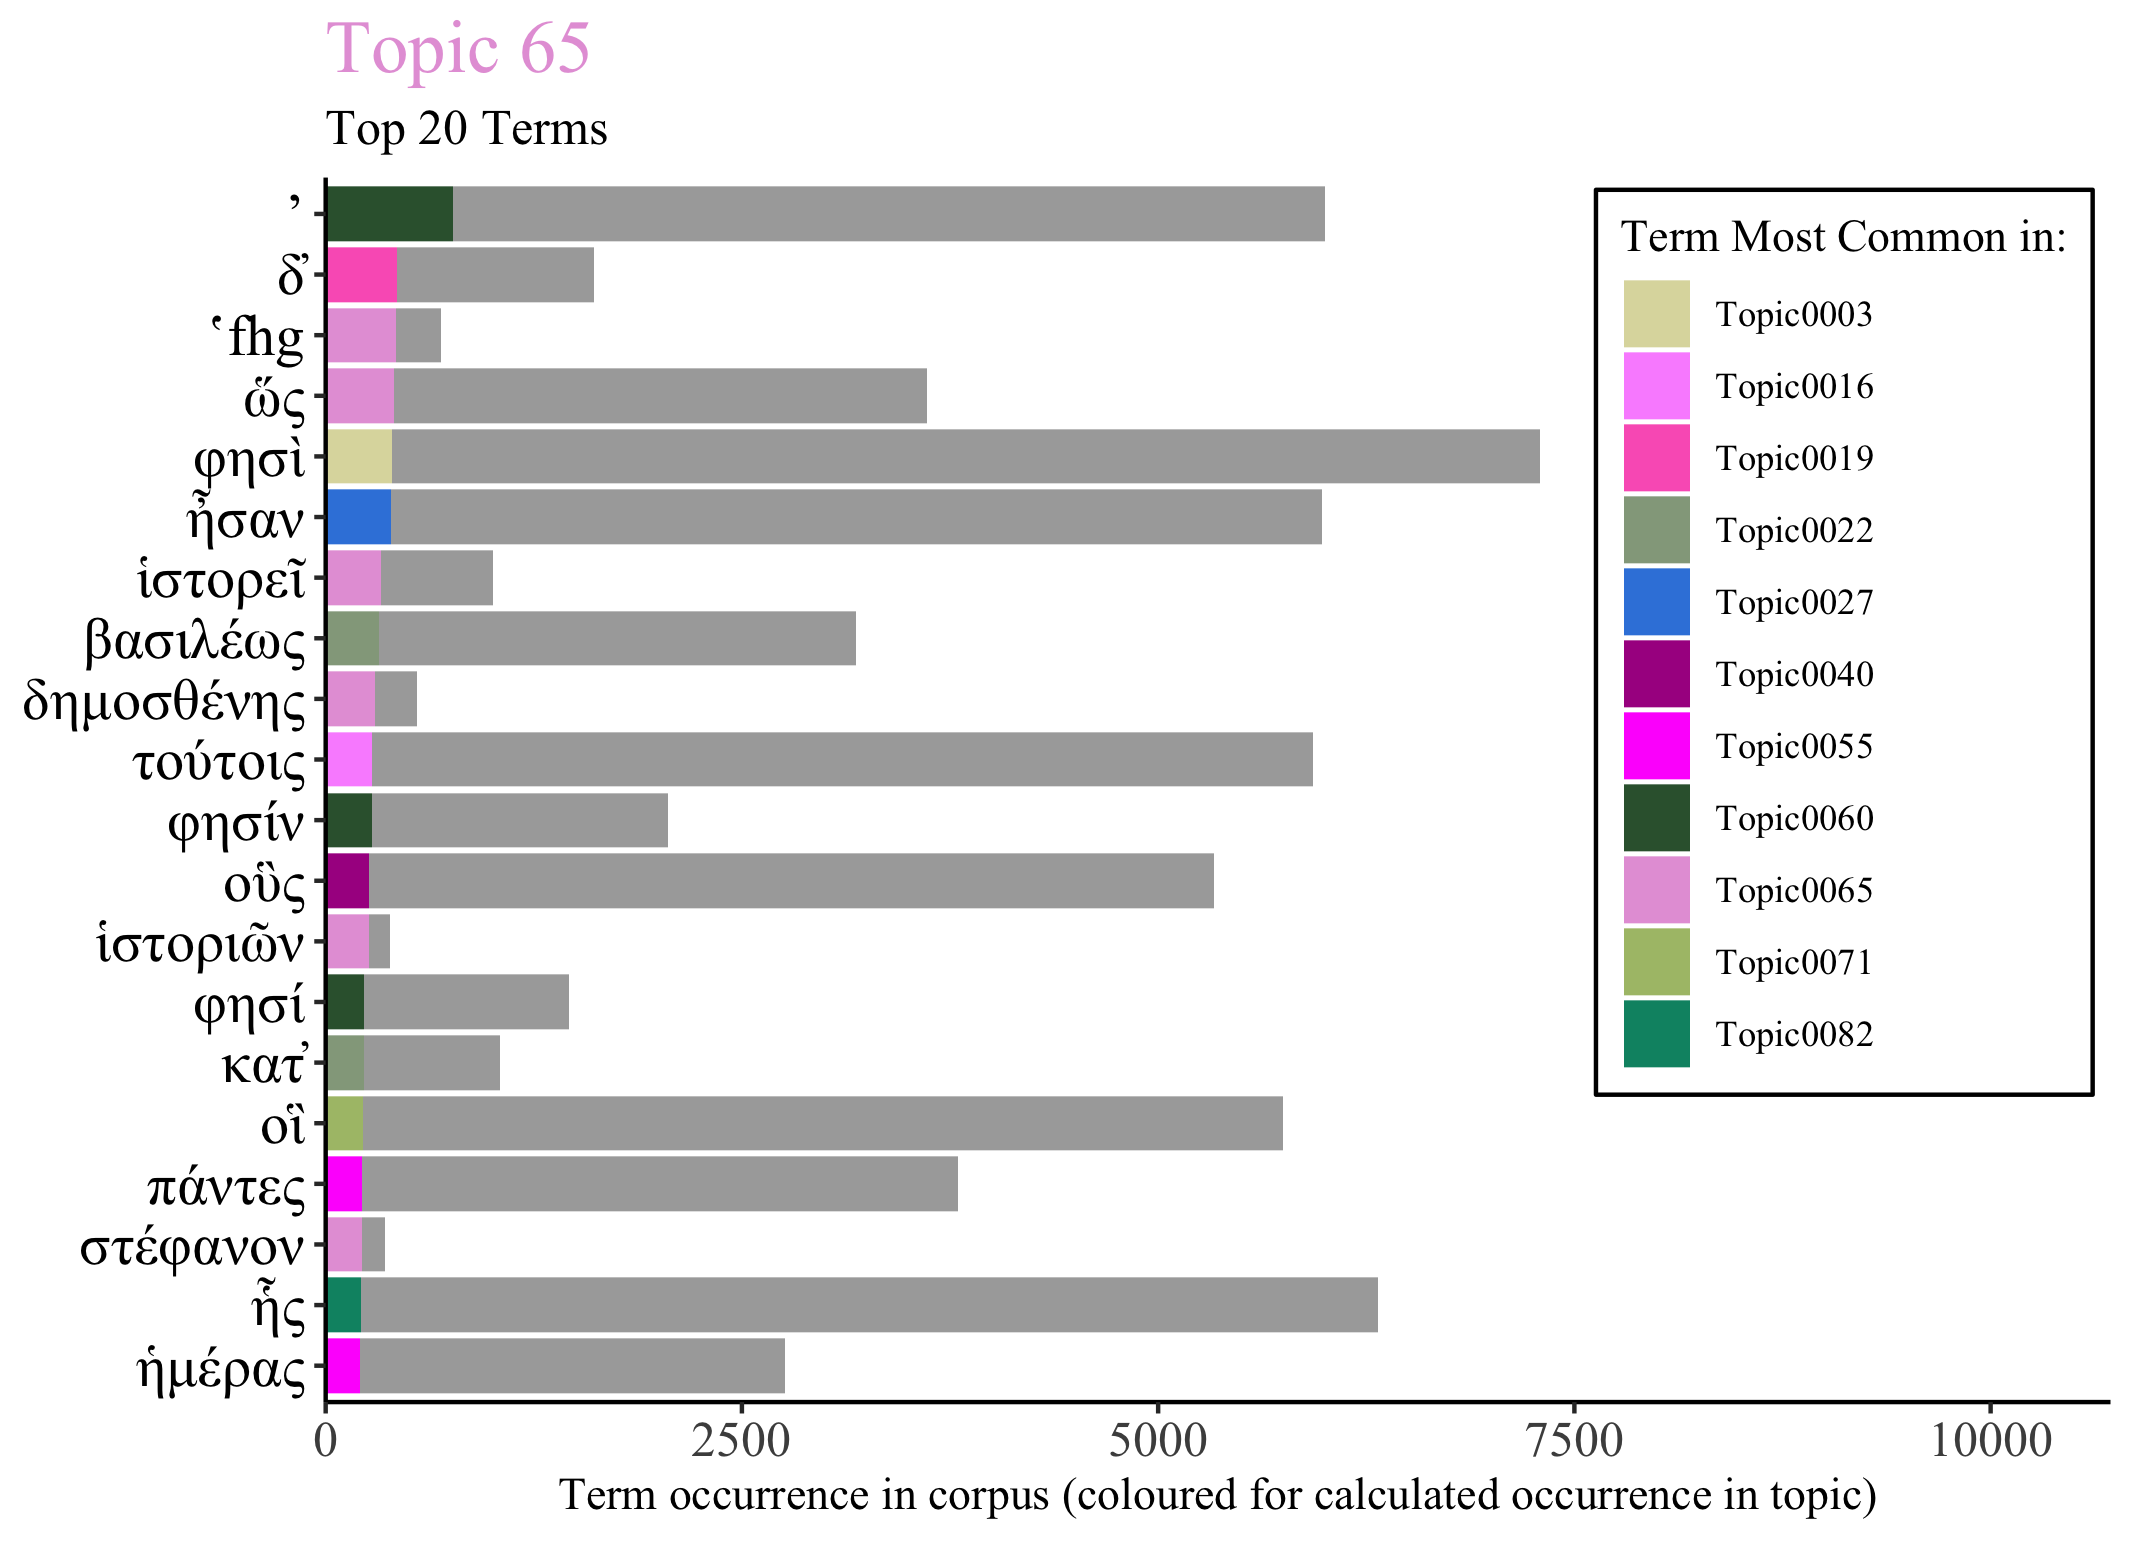 Topic 65
Top 20 Terms
’
δ’
‛fhg
ὥς
φησὶ
ἦσαν
ἱστορεῖ
βασιλέως
δημοσθένης
τούτοις
φησίν
οὓς
ἱστοριῶν
φησί
κατ’
οἳ
πάντες
στέφανον
ἧς
ἡμέρας
0 2500 5000 7500 10000
Term occurrence in corpus (coloured for calculated occurrence in topic)
Term Most Common in:
Topic0003
Topic0016
Topic0019
Topic0022
Topic0027
Topic0040
Topic0055
Topic0060
Topic0065
Topic0071
Topic0082